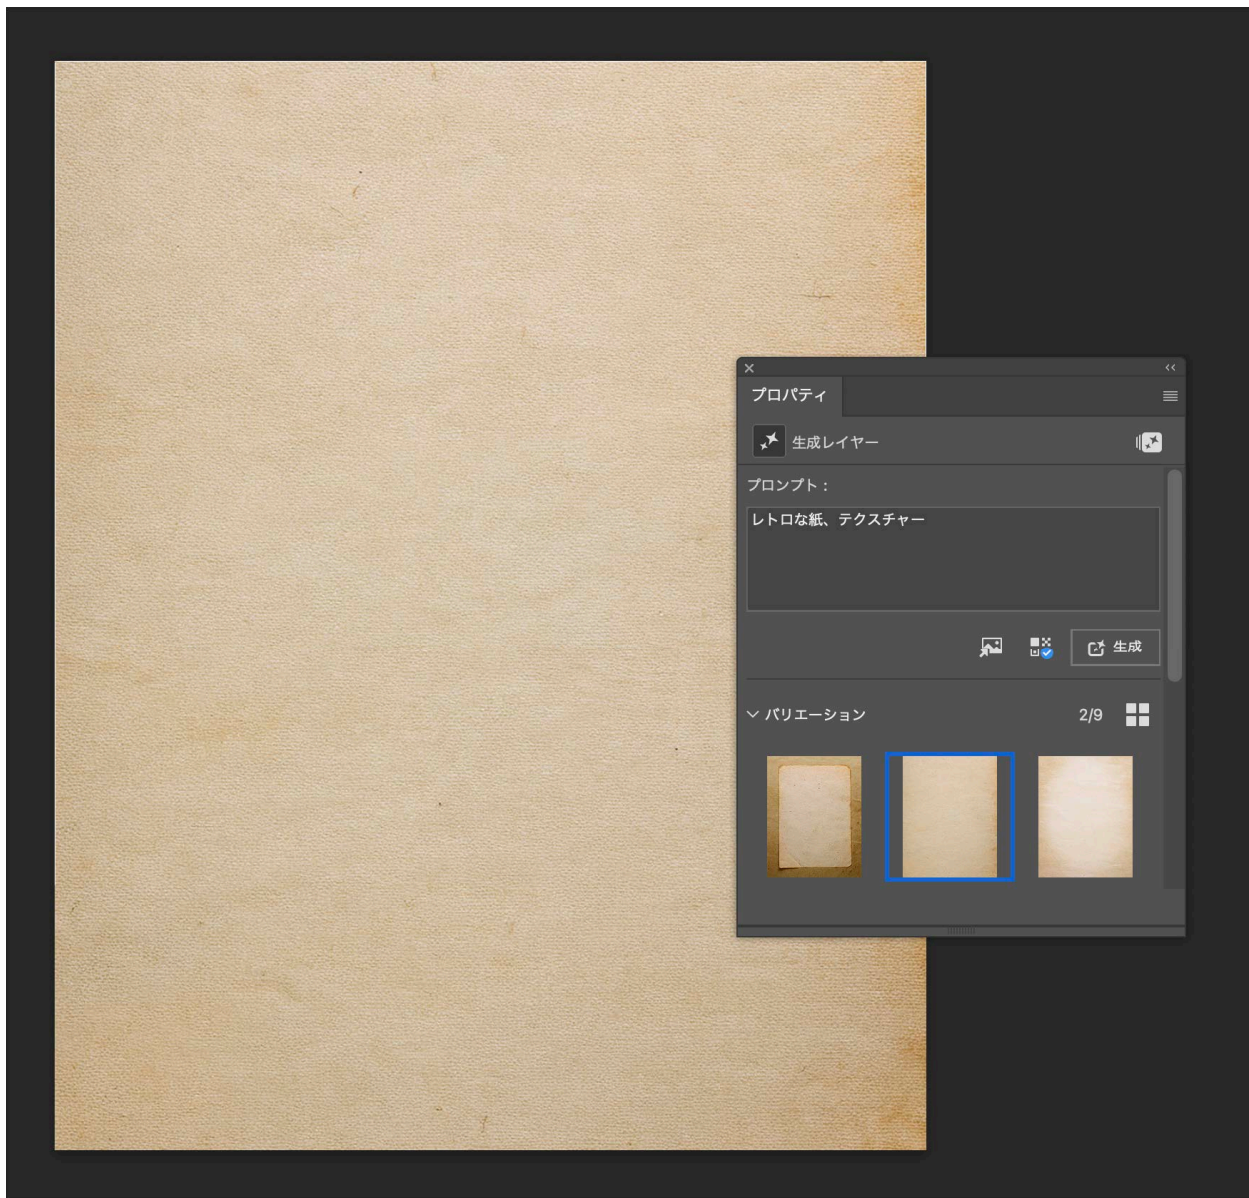 プロパティ
生成レイヤー
プロンプト：
レトロな紙、テクスチャー
生成
バリエーション 2/9